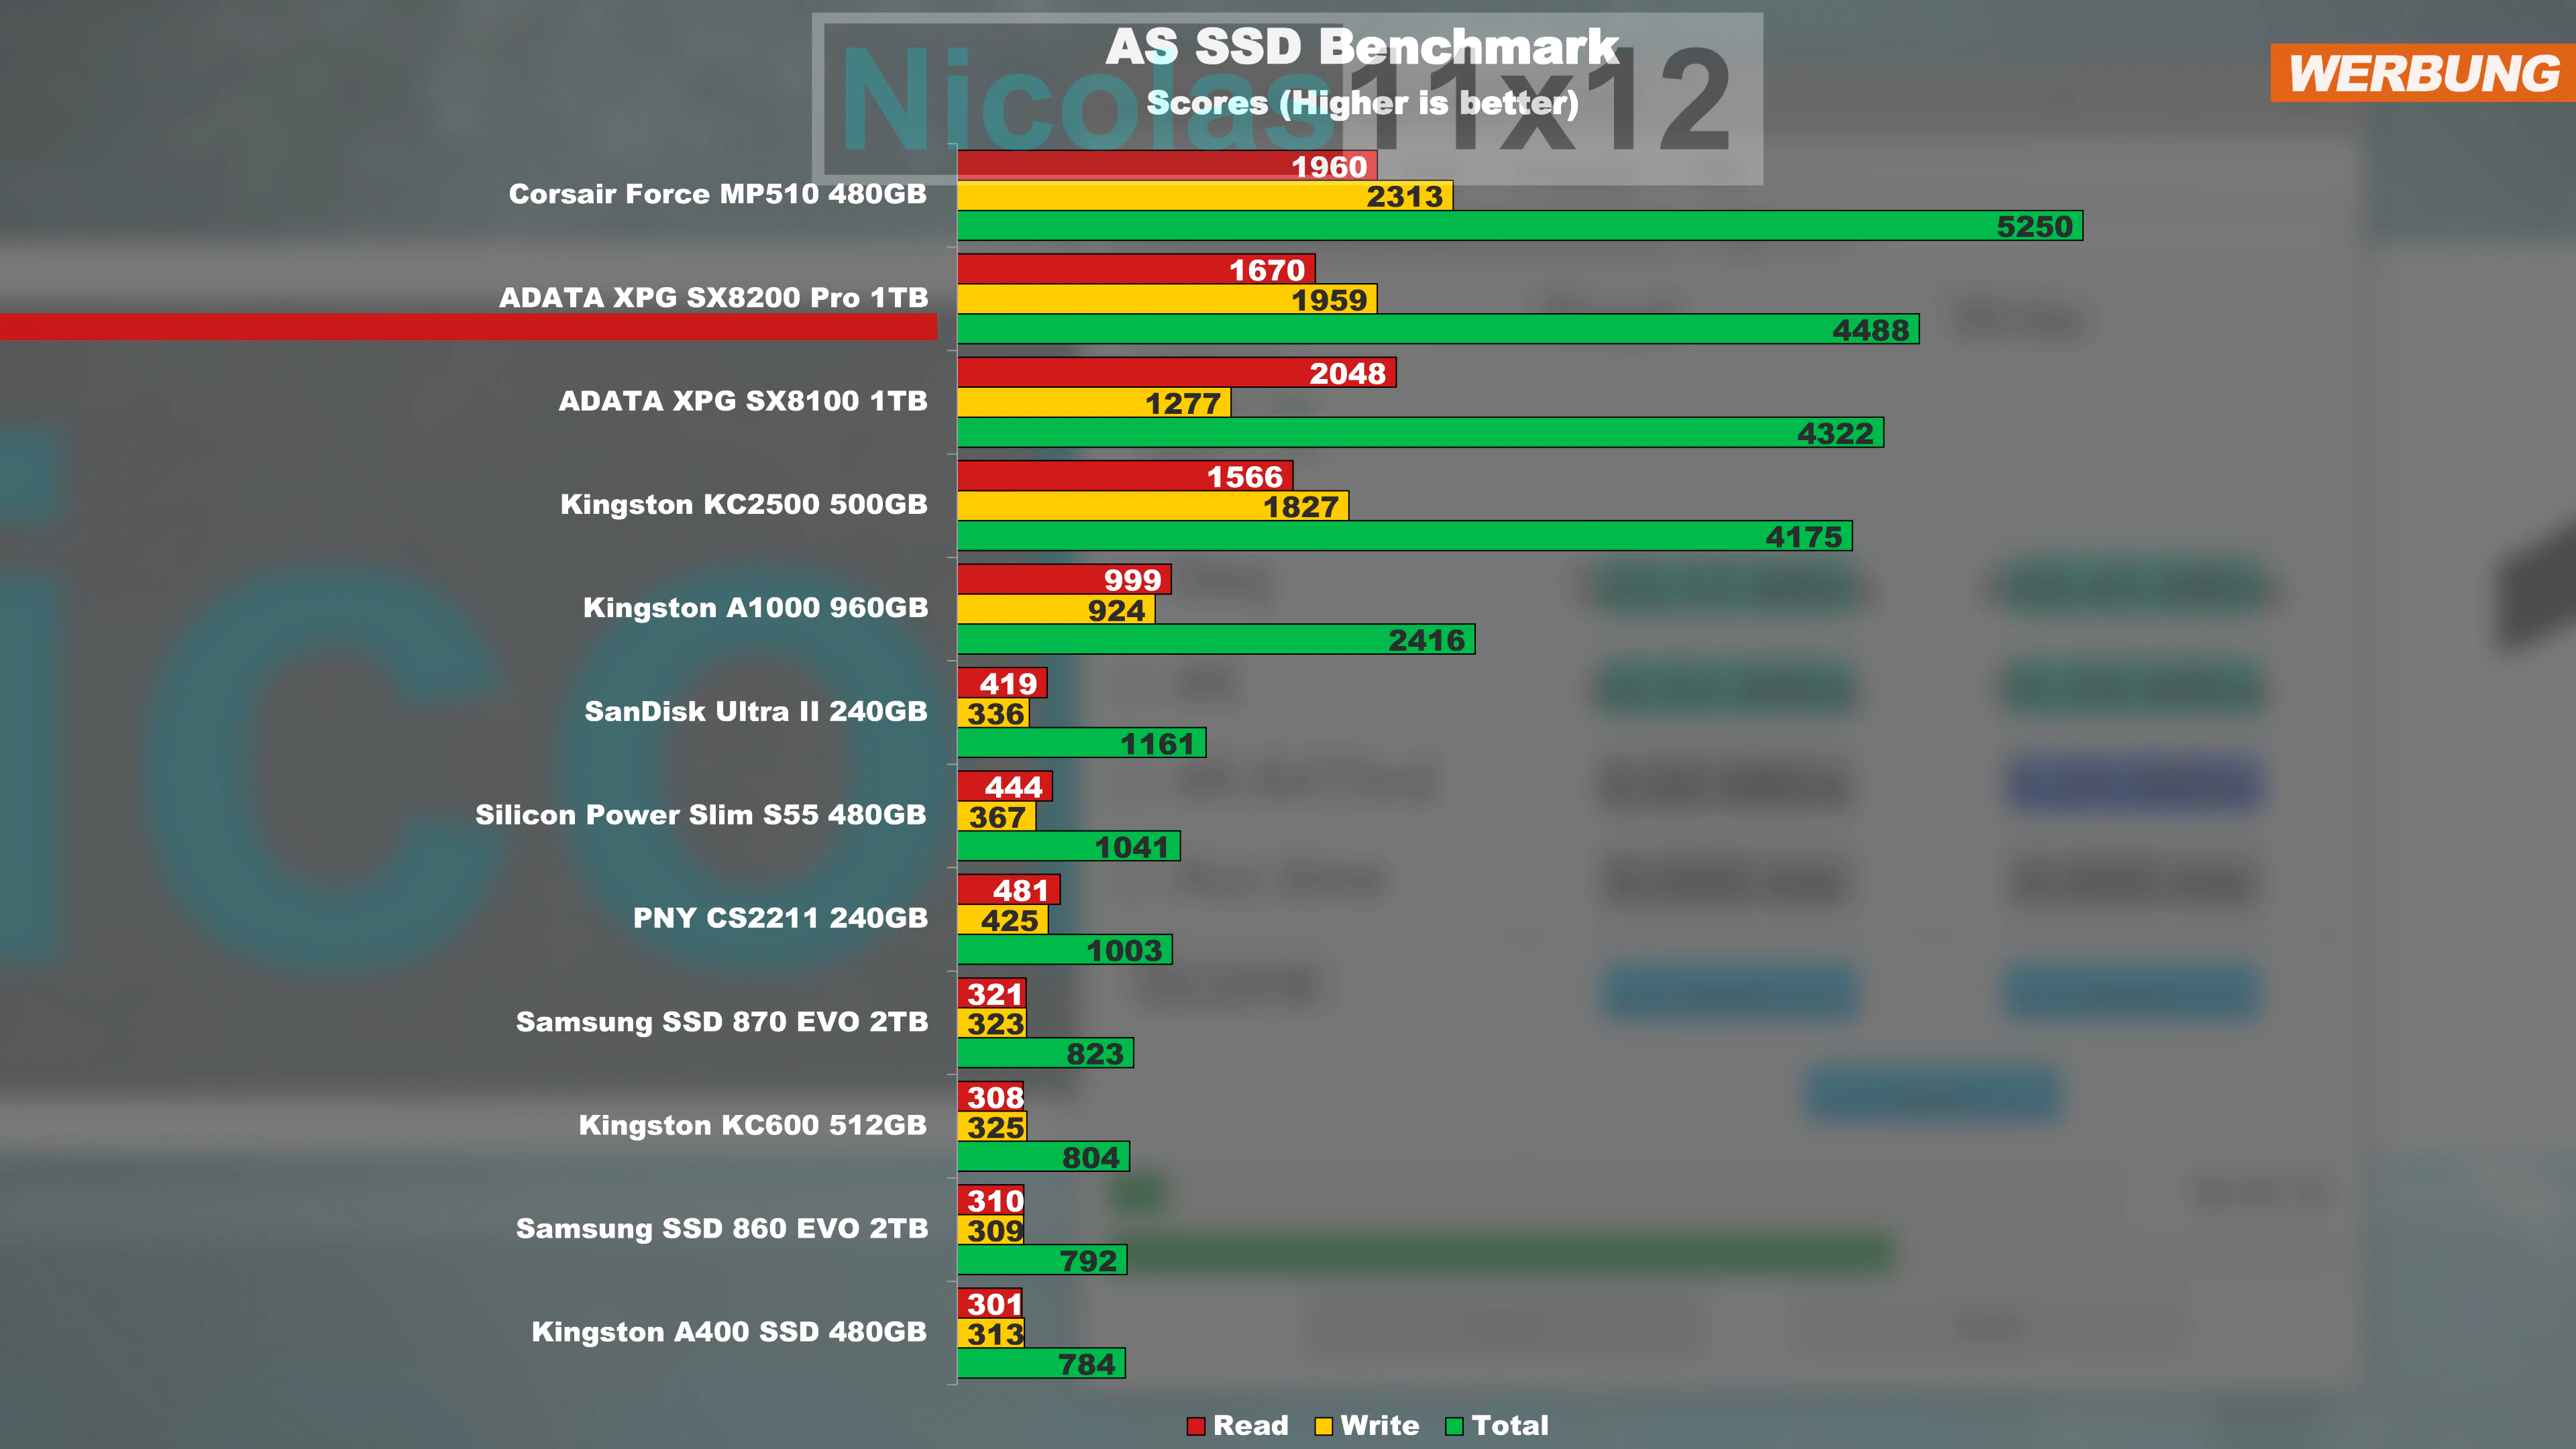 AS SSD Benchmark
Nicolas11x12
Scores (Higher is better)
WERBUNG
Corsair Force MP510 480GB
1960
2313
5250
ADATA XPG SX8200 Pro 1TB
1670
1959
4488
ADATA XPG SX8100 1TB
2048
1277
4322
Kingston KC2500 500GB
1566
1827
4175
Kingston A1000 960GB
999
924
2416
SanDisk Ultra II 240GB
419
336
1161
Silicon Power Slim S55 480GB
444
367
1041
PNY CS2211 240GB
481
425
1003
Samsung SSD 870 EVO 2TB
321
323
823
Kingston KC600 512GB
308
325
804
Samsung SSD 860 EVO 2TB
310
309
792
Kingston A400 SSD 480GB
301
313
784
Read Write Total